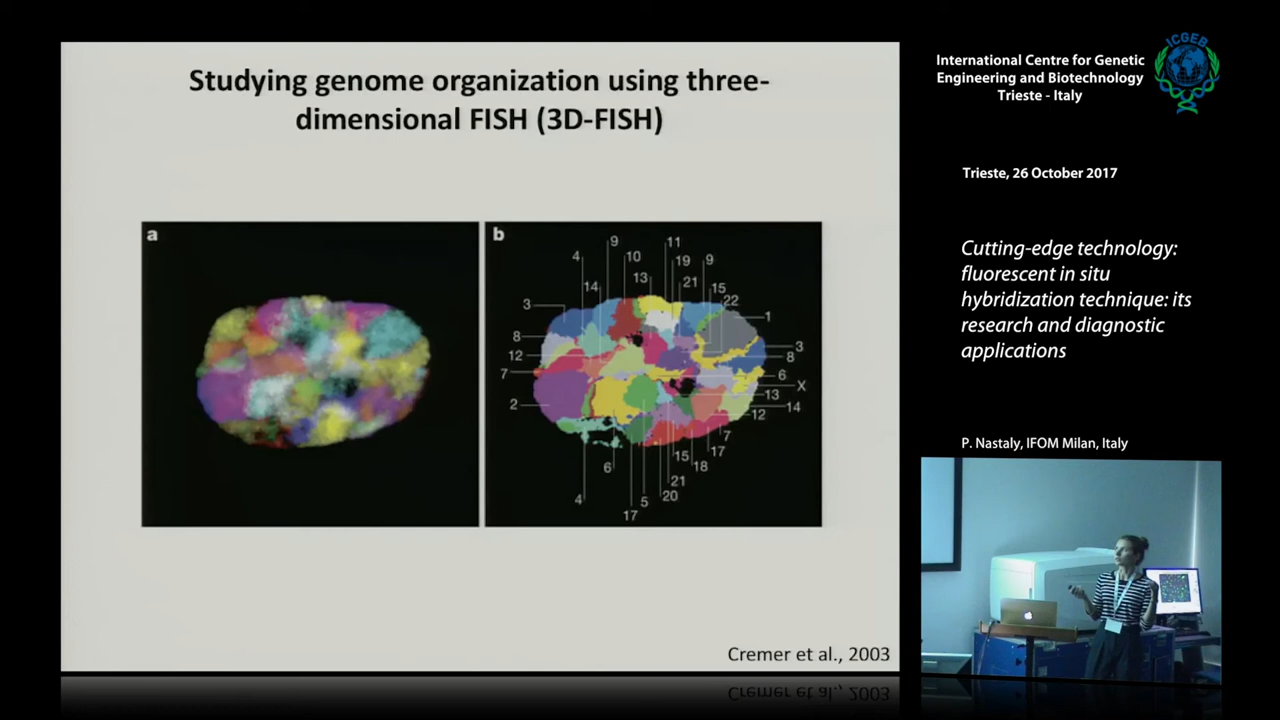 Studying genome organization using three-
dimensional FISH (3D-FISH)
a
b
9
11
4
10
19
9
13
21
14
15
22
3
1
8
3
12
8
7
6
X
13
2
14
12
7
15
17
6
18
21
4
5
20
17
Cremer et al., 2003
ICGEB
International Centre for Genetic
Engineering and Biotechnology
Trieste - Italy
Trieste, 26 October 2017
Cutting-edge technology:
fluorescent in situ
hybridization technique: its
research and diagnostic
applications
P. Nastaly, IFOM Milan, Italy